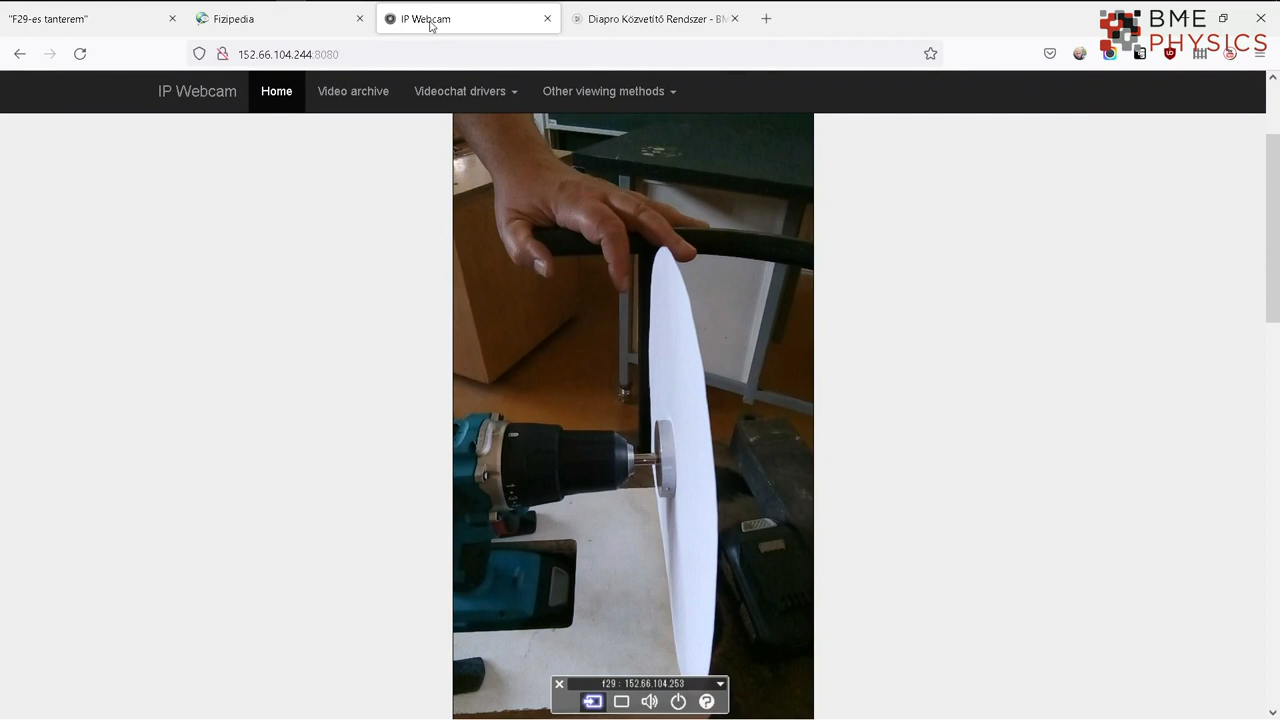 "F29-es tanterem"
Fizipedia
IP Webcam
Diapro Közvetítő Rendszer - BM
BME
PHYSICS
152.66.104.244:8080
IP Webcam
Home
Video archive
Videochat drivers
Other viewing methods
f29 : 152.66.104.253